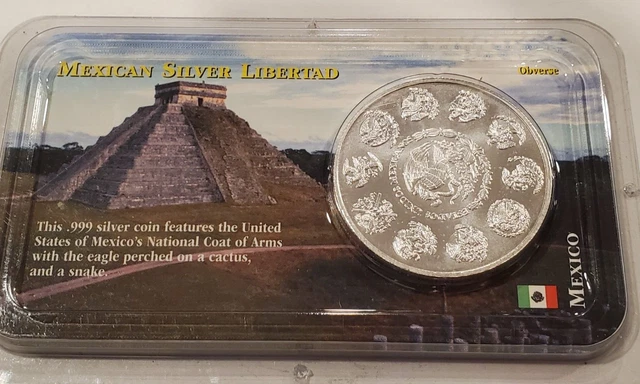 MEXICAN SILVER LIBERTAD
Obverse
This .999 silver coin features the United
States of Mexico's National Coat of Arms
with the eagle perched on a cactus,
and a snake.
MEXICO